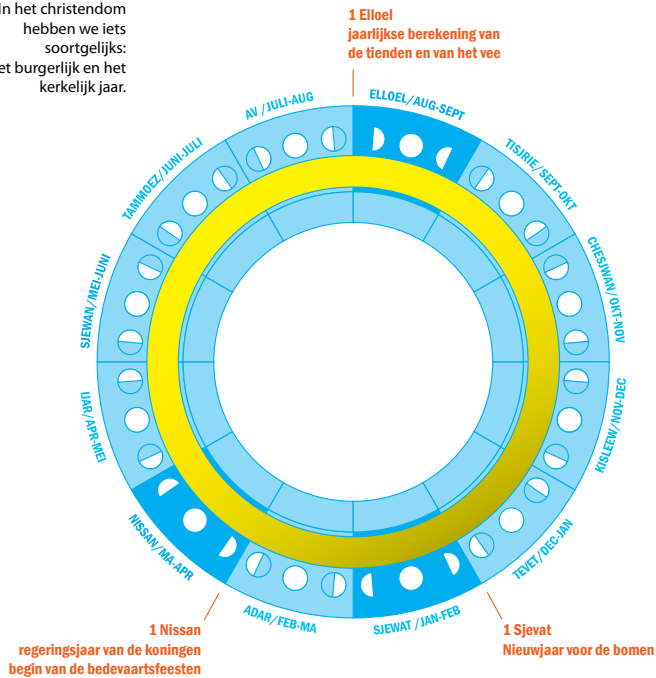 In het christendom
hebben we iets
soortgelijks:
et burgerlijk en het
kerkelijk jaar.
1 Elloel
jaarlijkse berekening van
de tienden en van het vee
AV / JULI-AUG
ELLOEL / AUG-SEPT
TISJRIE / SEPT-OKT
CHESJWAN / OKT-NOV
KISLEEW / NOV-DEC
TEVET / DEC-JAN
SJEWAT / JAN-FEB
ADAR / FEB-MA
NISSAN / MA-APR
IJAR / APR-MEI
SJEWAN / MEI-JUNI
TAMMOEZ / JUNI-JULI
1 Nissan
regeringsjaar van de koningen
begin van de bedevaartsfeesten
1 Sjevat
Nieuwjaar voor de bomen